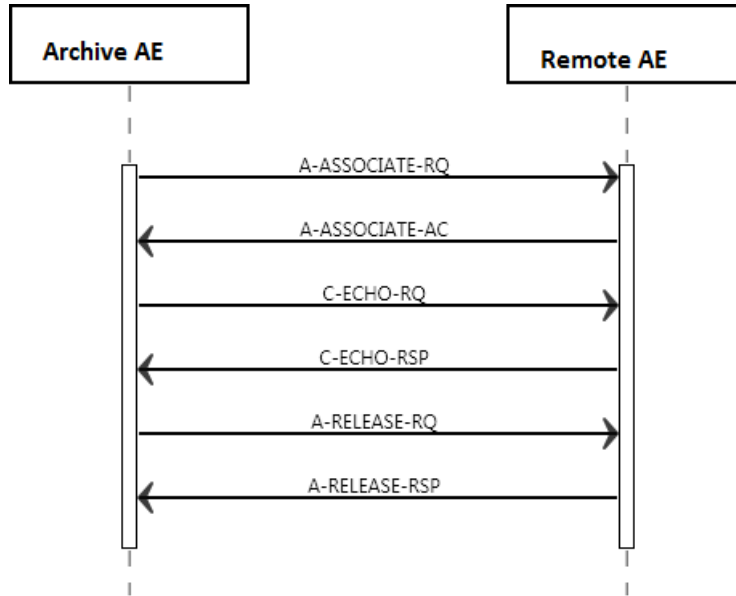 Archive AE
Remote AE
A-ASSOCIATE-RQ
A-ASSOCIATE-AC
C-ECHO-RQ
C-ECHO-RSP
A-RELEASE-RQ
A-RELEASE-RSP